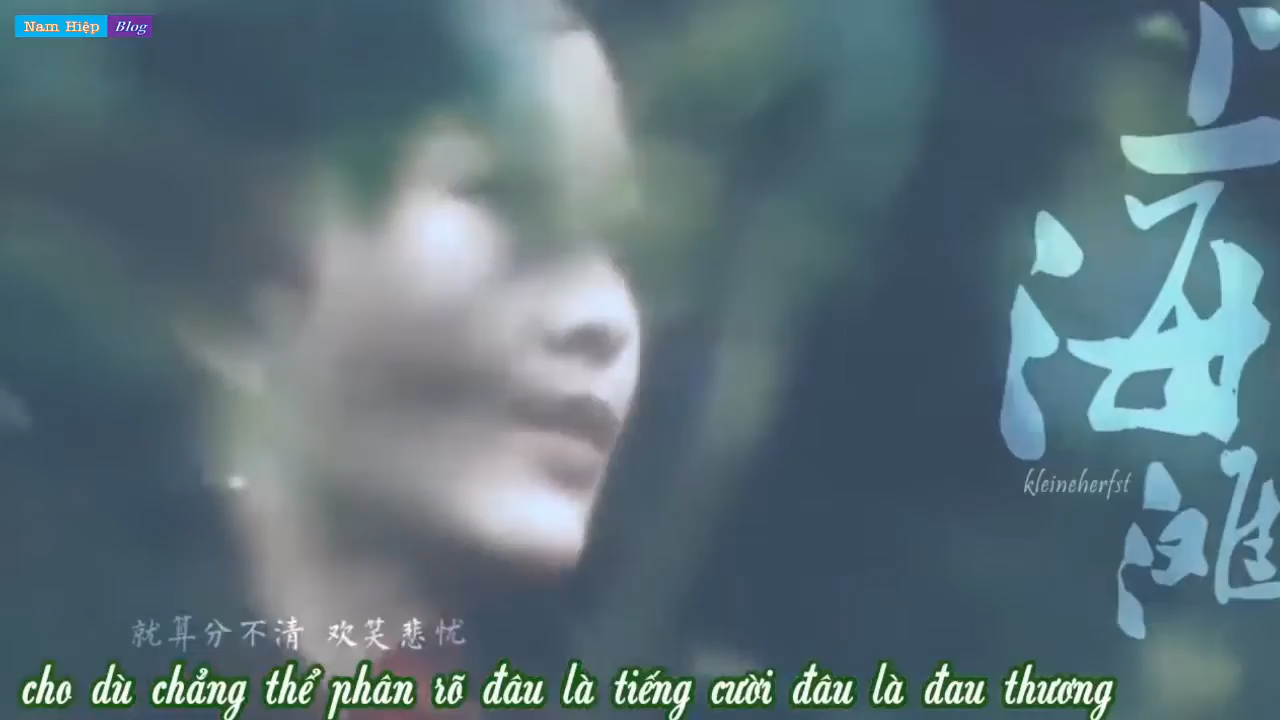 Nam Hiệp Blog
上
海
滩
kleineherfst
就算分不清 欢笑悲忧
cho dù chẳng thể phân rõ đâu là tiếng cười đâu là đau thương